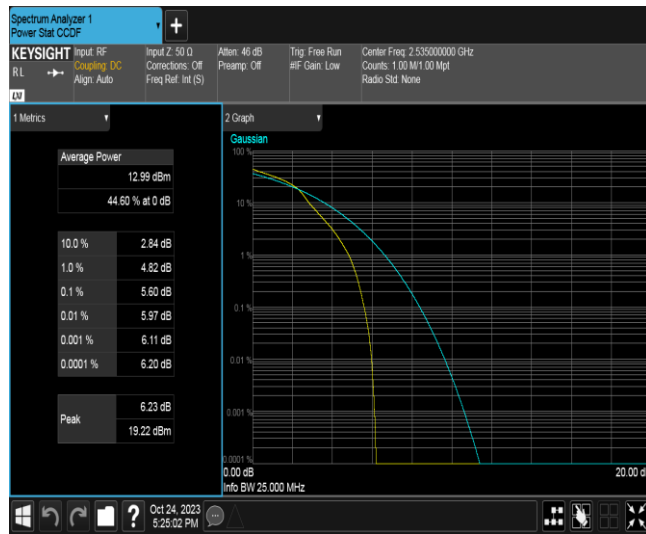 Spectrum Analyzer 1
Power Stat CCDF
+
KEYSIGHT
RL
LXI
Input: RF
Coupling: DC
Align: Auto
Input Z: 50 Ω
Corrections: Off
Freq Ref: Int (S)
Atten: 46 dB
Preamp: Off
Trig: Free Run
#IF Gain: Low
Center Freq: 2.535000000 GHz
Counts: 1.00 M/1.00 Mpt
Radio Std: None
1 Metrics
Average Power
12.99 dBm
44.60 % at 0 dB
10.0 % 2.84 dB
1.0 % 4.82 dB
0.1 % 5.60 dB
0.01 % 5.97 dB
0.001 % 6.11 dB
0.0001 % 6.20 dB
Peak
6.23 dB
19.22 dBm
2 Graph
Gaussian
100 %
10 %
1 %
0.1 %
0.01 %
0.001 %
0.0001 %
0.00 dB 20.00 d
Info BW 25.000 MHz
?
Oct 24, 2023
5:25:02 PM